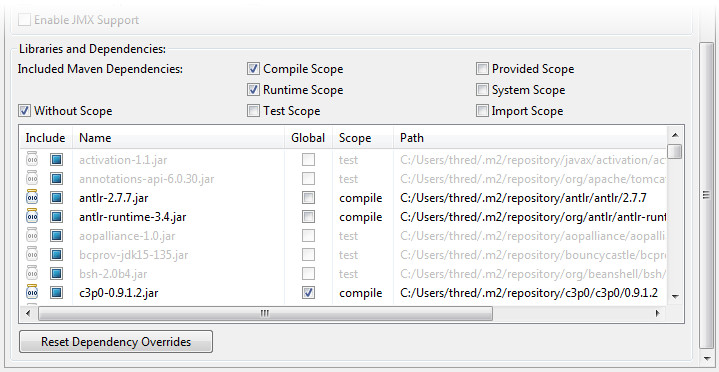 Enable JMX Support
Libraries and Dependencies:
Included Maven Dependencies: Compile Scope Provided Scope
Runtime Scope System Scope
Without Scope Test Scope Import Scope
Include Name Global Scope Path
activation-1.1.jar test C:/Users/thred/.m2/repository/javax/activation/ac
annotations-api-6.0.30.jar test C:/Users/thred/.m2/repository/org/apache/tomca
antlr-2.7.7.jar compile C:/Users/thred/.m2/repository/antlr/antlr/2.7.7
antlr-runtime-3.4.jar compile C:/Users/thred/.m2/repository/org/antlr/antlr-runt
aopalliance-1.0.jar test C:/Users/thred/.m2/repository/aopalliance/aopalli
bcprov-jdk15-135.jar test C:/Users/thred/.m2/repository/bouncycastle/bcpro
bsh-2.0b4.jar test C:/Users/thred/.m2/repository/org/beanshell/bsh/
c3p0-0.9.1.2.jar compile C:/Users/thred/.m2/repository/c3p0/c3p0/0.9.1.2
Reset Dependency Overrides